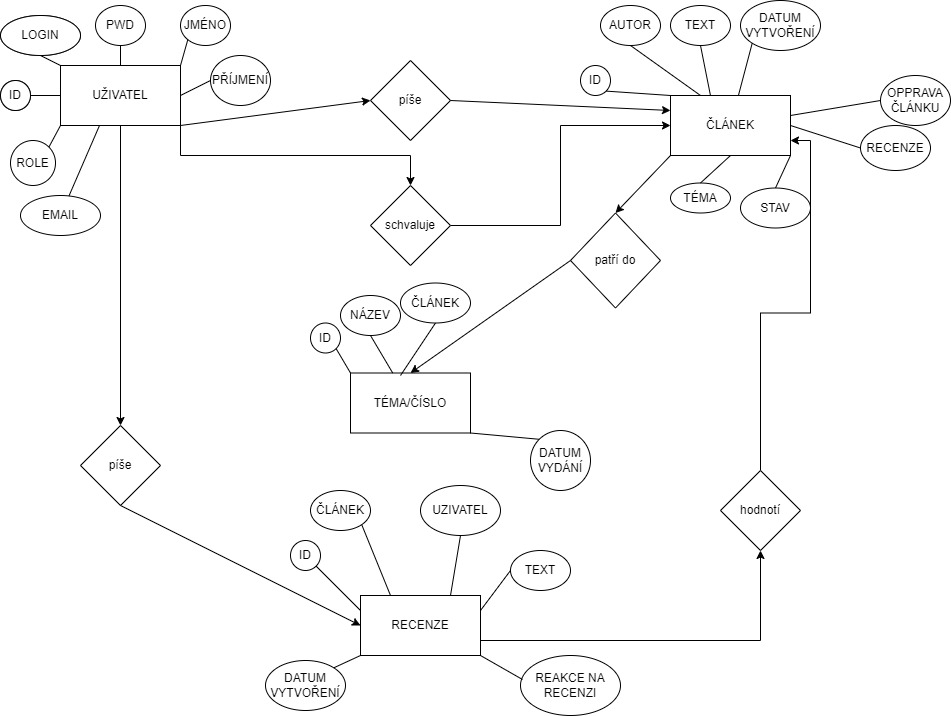 LOGIN
PWD
JMÉNO
PŘÍJMENÍ
ID
UŽIVATEL
ROLE
EMAIL
píše
schvaluje
AUTOR
TEXT
DATUM
VYTVOŘENÍ
ID
ČLÁNEK
OPPRAVA
ČLÁNKU
RECENZE
TÉMA
STAV
patří do
ID
NÁZEV
ČLÁNEK
TÉMA/ČÍSLO
DATUM
VYDÁNÍ
píše
hodnotí
ID
ČLÁNEK
UZIVATEL
TEXT
RECENZE
DATUM
VYTVOŘENÍ
REAKCE NA
RECENZI